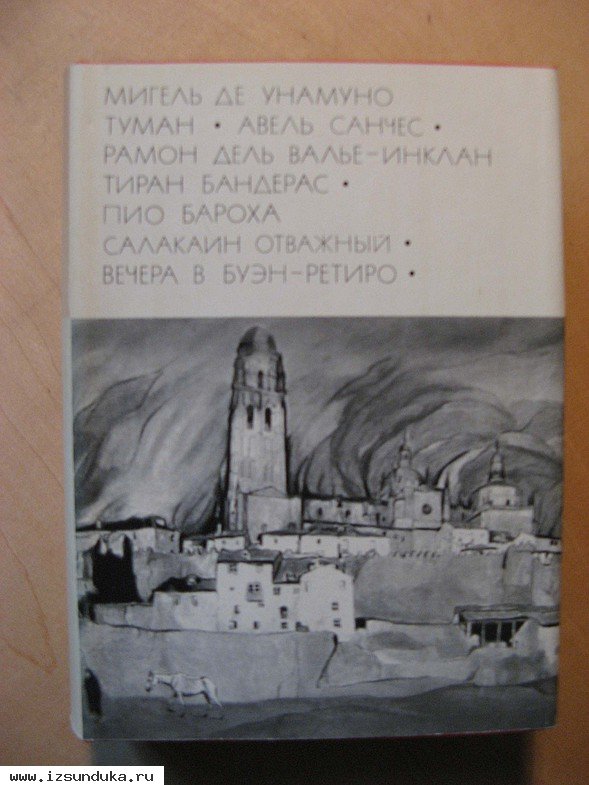 МИГЕЛЬ ДЕ УНАМУНО
ТУМАН • АВЕЛЬ САНЧЕС •
РАМОН ДЕЛЬ ВАЛЬЕ-ИНКЛАН
ТИРАН БАНДЕРАС •
ПИО БАРОХА
САЛАКАИН ОТВАЖНЫЙ •
ВЕЧЕРА В БУЭН-РЕТИРО •
www.izsunduka.ru